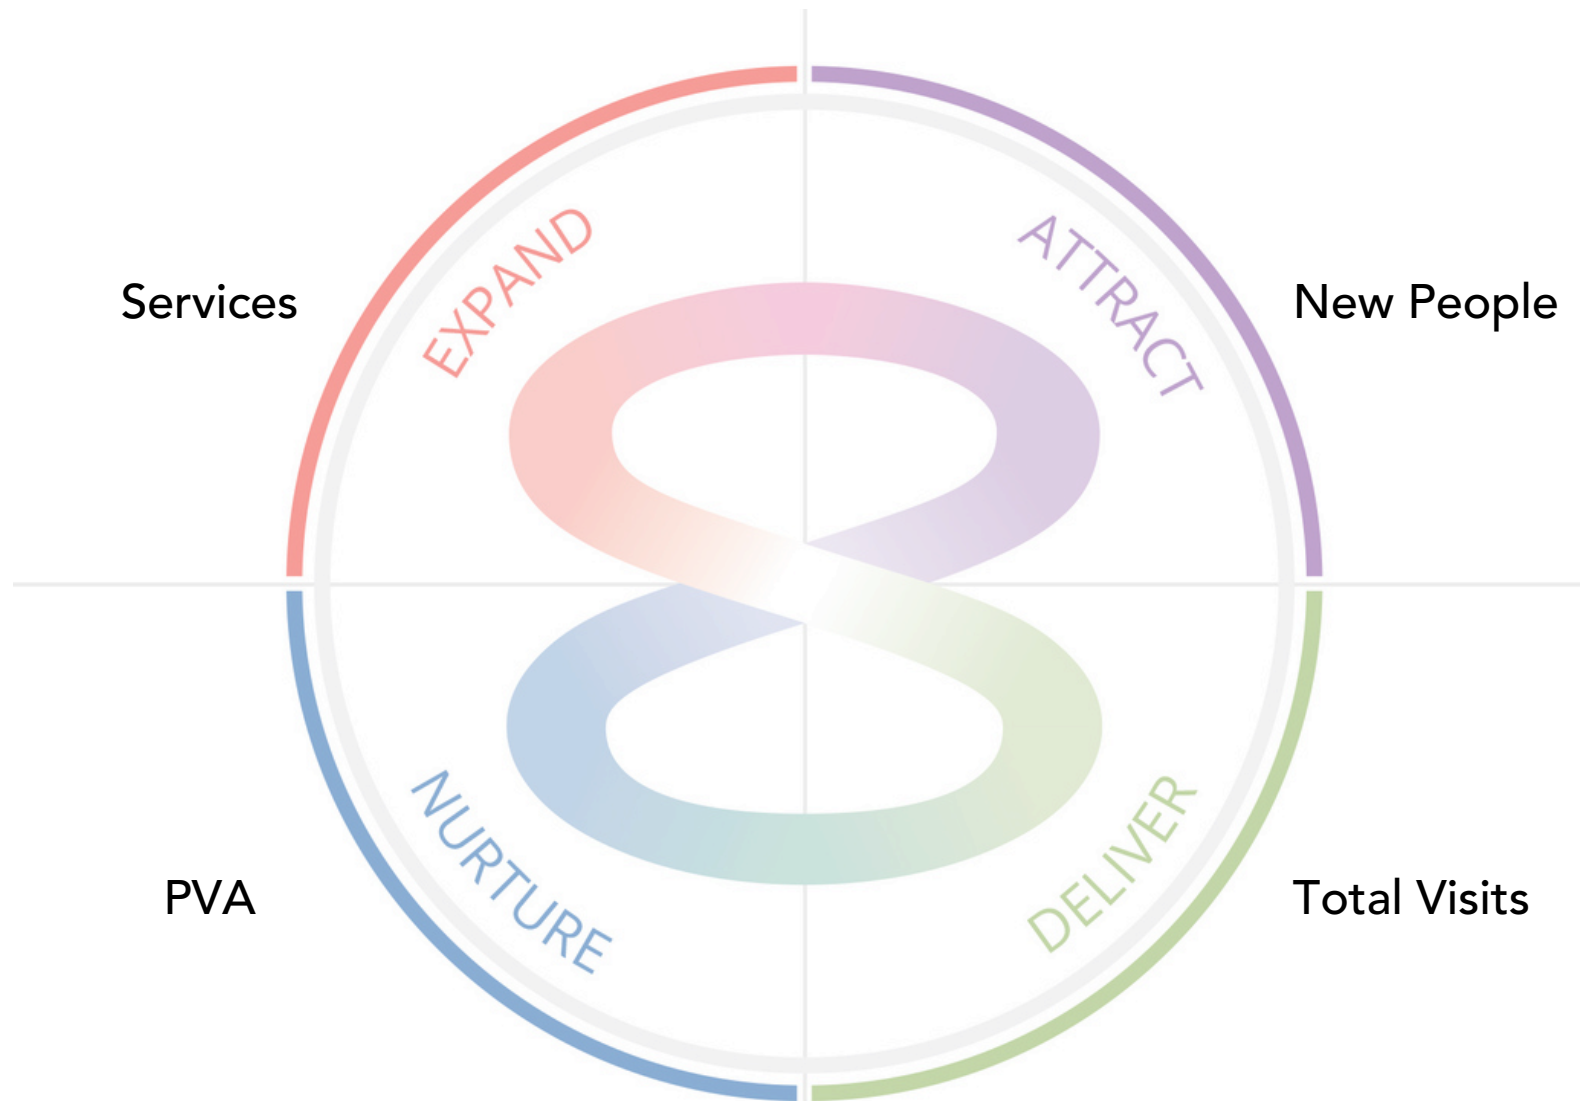 EXPAND
ATTRACT
Services
New People
NURTURE
DELIVER
PVA
Total Visits